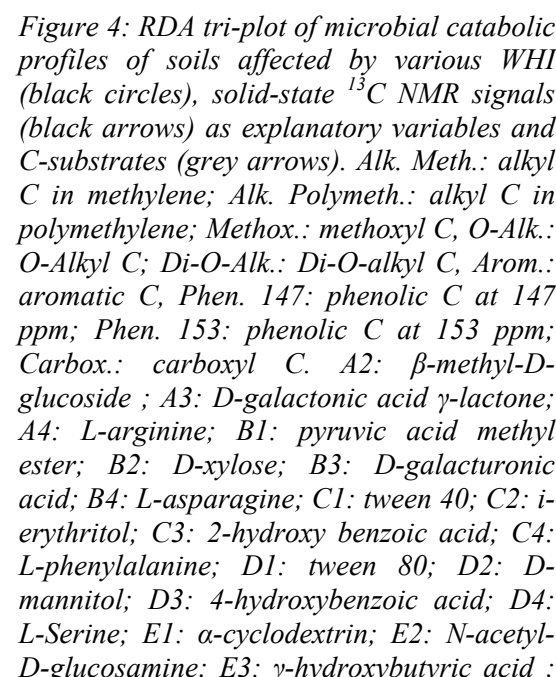 Figure 4: RDA tri-plot of microbial catabolic
profiles of soils affected by various WHI
(black circles), solid-state ¹³C NMR signals
(black arrows) as explanatory variables and
C-substrates (grey arrows). Alk. Meth.: alkyl
C in methylene; Alk. Polymeth.: alkyl C in
polymethylene; Methox.: methoxyl C, O-Alk.:
O-Alkyl C; Di-O-Alk.: Di-O-alkyl C, Arom.:
aromatic C, Phen. 147: phenolic C at 147
ppm; Phen. 153: phenolic C at 153 ppm;
Carbox.: carboxyl C. A2: β-methyl-D-
glucoside ; A3: D-galactonic acid γ-lactone;
A4: L-arginine; B1: pyruvic acid methyl
ester; B2: D-xylose; B3: D-galacturonic
acid; B4: L-asparagine; C1: tween 40; C2: i-
erythritol; C3: 2-hydroxy benzoic acid; C4:
L-phenylalanine; D1: tween 80; D2: D-
mannitol; D3: 4-hydroxybenzoic acid; D4:
L-Serine; E1: α-cyclodextrin; E2: N-acetyl-
D-glucosamine; E3: γ-hydroxybutyric acid ;